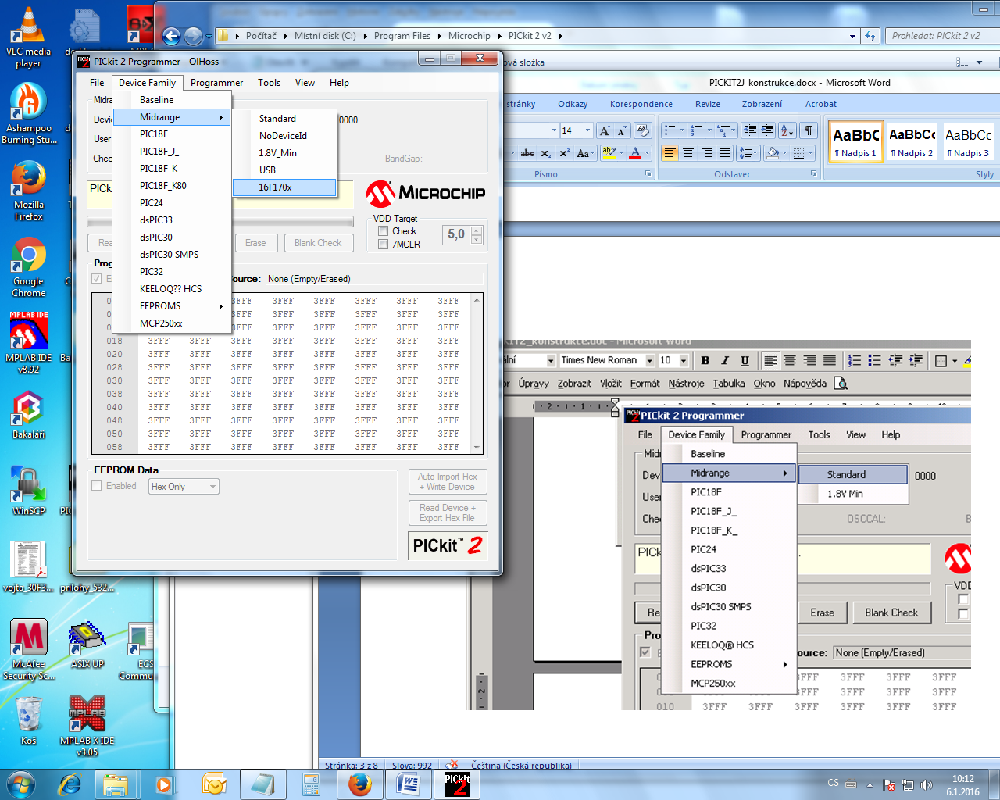 VLC media
player
Ashampoo
Burning Stu...
Mozilla
Firefox
Google
Chrome
MPLAB IDE
MPLAB IDE
v8.92
Bakaláři
WinSCP
vojta_30F3...
prilohy_532...
McAfee
Security Sc...
ASIX UP
ECS
Commu
Koš
MPLAB X IDE
v3.05
Počítač
Místní disk (C:)
Program Files
Microchip
PICkit 2 v2
Prohledat: PICkit 2 v2
ová složka
PICkit 2 Programmer - OlHoss
File Device Family Programmer Tools View Help
Baseline
Midrange
PIC18F
PIC18F_J_
PIC18F_K_
PIC18F_K80
PIC24
dsPIC33
dsPIC30
dsPIC30 SMPS
PIC32
KEELOQ?? HCS
EEPROMS
MCP250xx
Standard
NoDeviceId
1.8V_Min
USB
16F170x
Midra
Devi
User
Chec
0000
BandGap:
PICk
MICROCHIP
VDD Target
Check
/MCLR
5,0
Rea
Erase
Blank Check
Prog
E
Source: None (Empty/Erased)
0 3FFF 3FFF 3FFF 3FFF 3FFF 3FFF
0 3FFF 3FFF 3FFF 3FFF 3FFF 3FFF
0 3FFF 3FFF 3FFF 3FFF 3FFF 3FFF
018 3FFF 3FFF 3FFF 3FFF 3FFF 3FFF 3FFF 3FFF
020 3FFF 3FFF 3FFF 3FFF 3FFF 3FFF 3FFF 3FFF
028 3FFF 3FFF 3FFF 3FFF 3FFF 3FFF 3FFF 3FFF
030 3FFF 3FFF 3FFF 3FFF 3FFF 3FFF 3FFF 3FFF
038 3FFF 3FFF 3FFF 3FFF 3FFF 3FFF 3FFF 3FFF
040 3FFF 3FFF 3FFF 3FFF 3FFF 3FFF 3FFF 3FFF
048 3FFF 3FFF 3FFF 3FFF 3FFF 3FFF 3FFF 3FFF
050 3FFF 3FFF 3FFF 3FFF 3FFF 3FFF 3FFF 3FFF
058 3FFF 3FFF 3FFF 3FFF 3FFF 3FFF 3FFF 3FFF
EEPROM Data
Enabled Hex Only
Auto Import Hex
+ Write Device
Read Device +
Export Hex File
PICkit™ 2
PICKIT2J_konstrukce.docx - Microsoft Word
stránky Odkazy Korespondence Revize Zobrazení Acrobat
14
AaBbC AaBbCc AaBbCc
¶ Nadpis 1 ¶ Nadpis 2 ¶ Nadpis 3
Písmo Odstavec Styly
KIT2_konstrukce.doc - Microsoft Word
ální Times New Roman 10 B I U
or Úpravy Zobrazit Vložit Formát Nástroje Tabulka Okno Nápověda
PICkit 2 Programmer
File Device Family Programmer Tools View Help
Baseline
Midrange
PIC18F
PIC18F_J_
PIC18F_K_
PIC24
dsPIC33
dsPIC30
dsPIC30 SMPS
PIC32
KEELOQ® HCS
EEPROMS
MCP250xx
Standard
1.8V Min
Midr
Devi
User
Chec
0000
OSCCAL:
B
PICk
VDD
Re
Erase
Blank Check
Pro
E
ource: None (Empty/Erased)
3FFF 3FFF 3FFF 3FFF
3FFF 3FFF 3FFF 3FFF
010 3FFF 3FFF 3FFF 3FFF 3FFF 3FFF
Stránka: 3 z 8 Slova: 992 Čeština (Česká republika)
PICkit 2
CS
10:12
6.1.2016